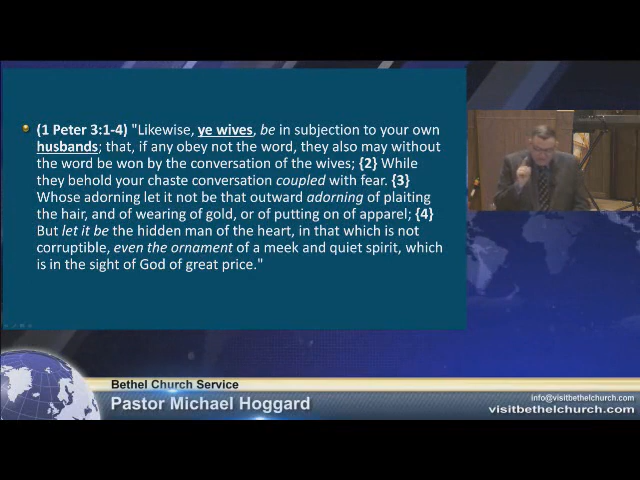 (1 Peter 3:1-4) "Likewise, ye wives, be in subjection to your own
husbands; that, if any obey not the word, they also may without
the word be won by the conversation of the wives; {2} While
they behold your chaste conversation coupled with fear. {3}
Whose adorning let it not be that outward adorning of plaiting
the hair, and of wearing of gold, or of putting on of apparel; {4}
But let it be the hidden man of the heart, in that which is not
corruptible, even the ornament of a meek and quiet spirit, which
is in the sight of God of great price."
Bethel Church Service
Pastor Michael Hoggard
info@visitbethelchurch.com
visitbethelchurch.com